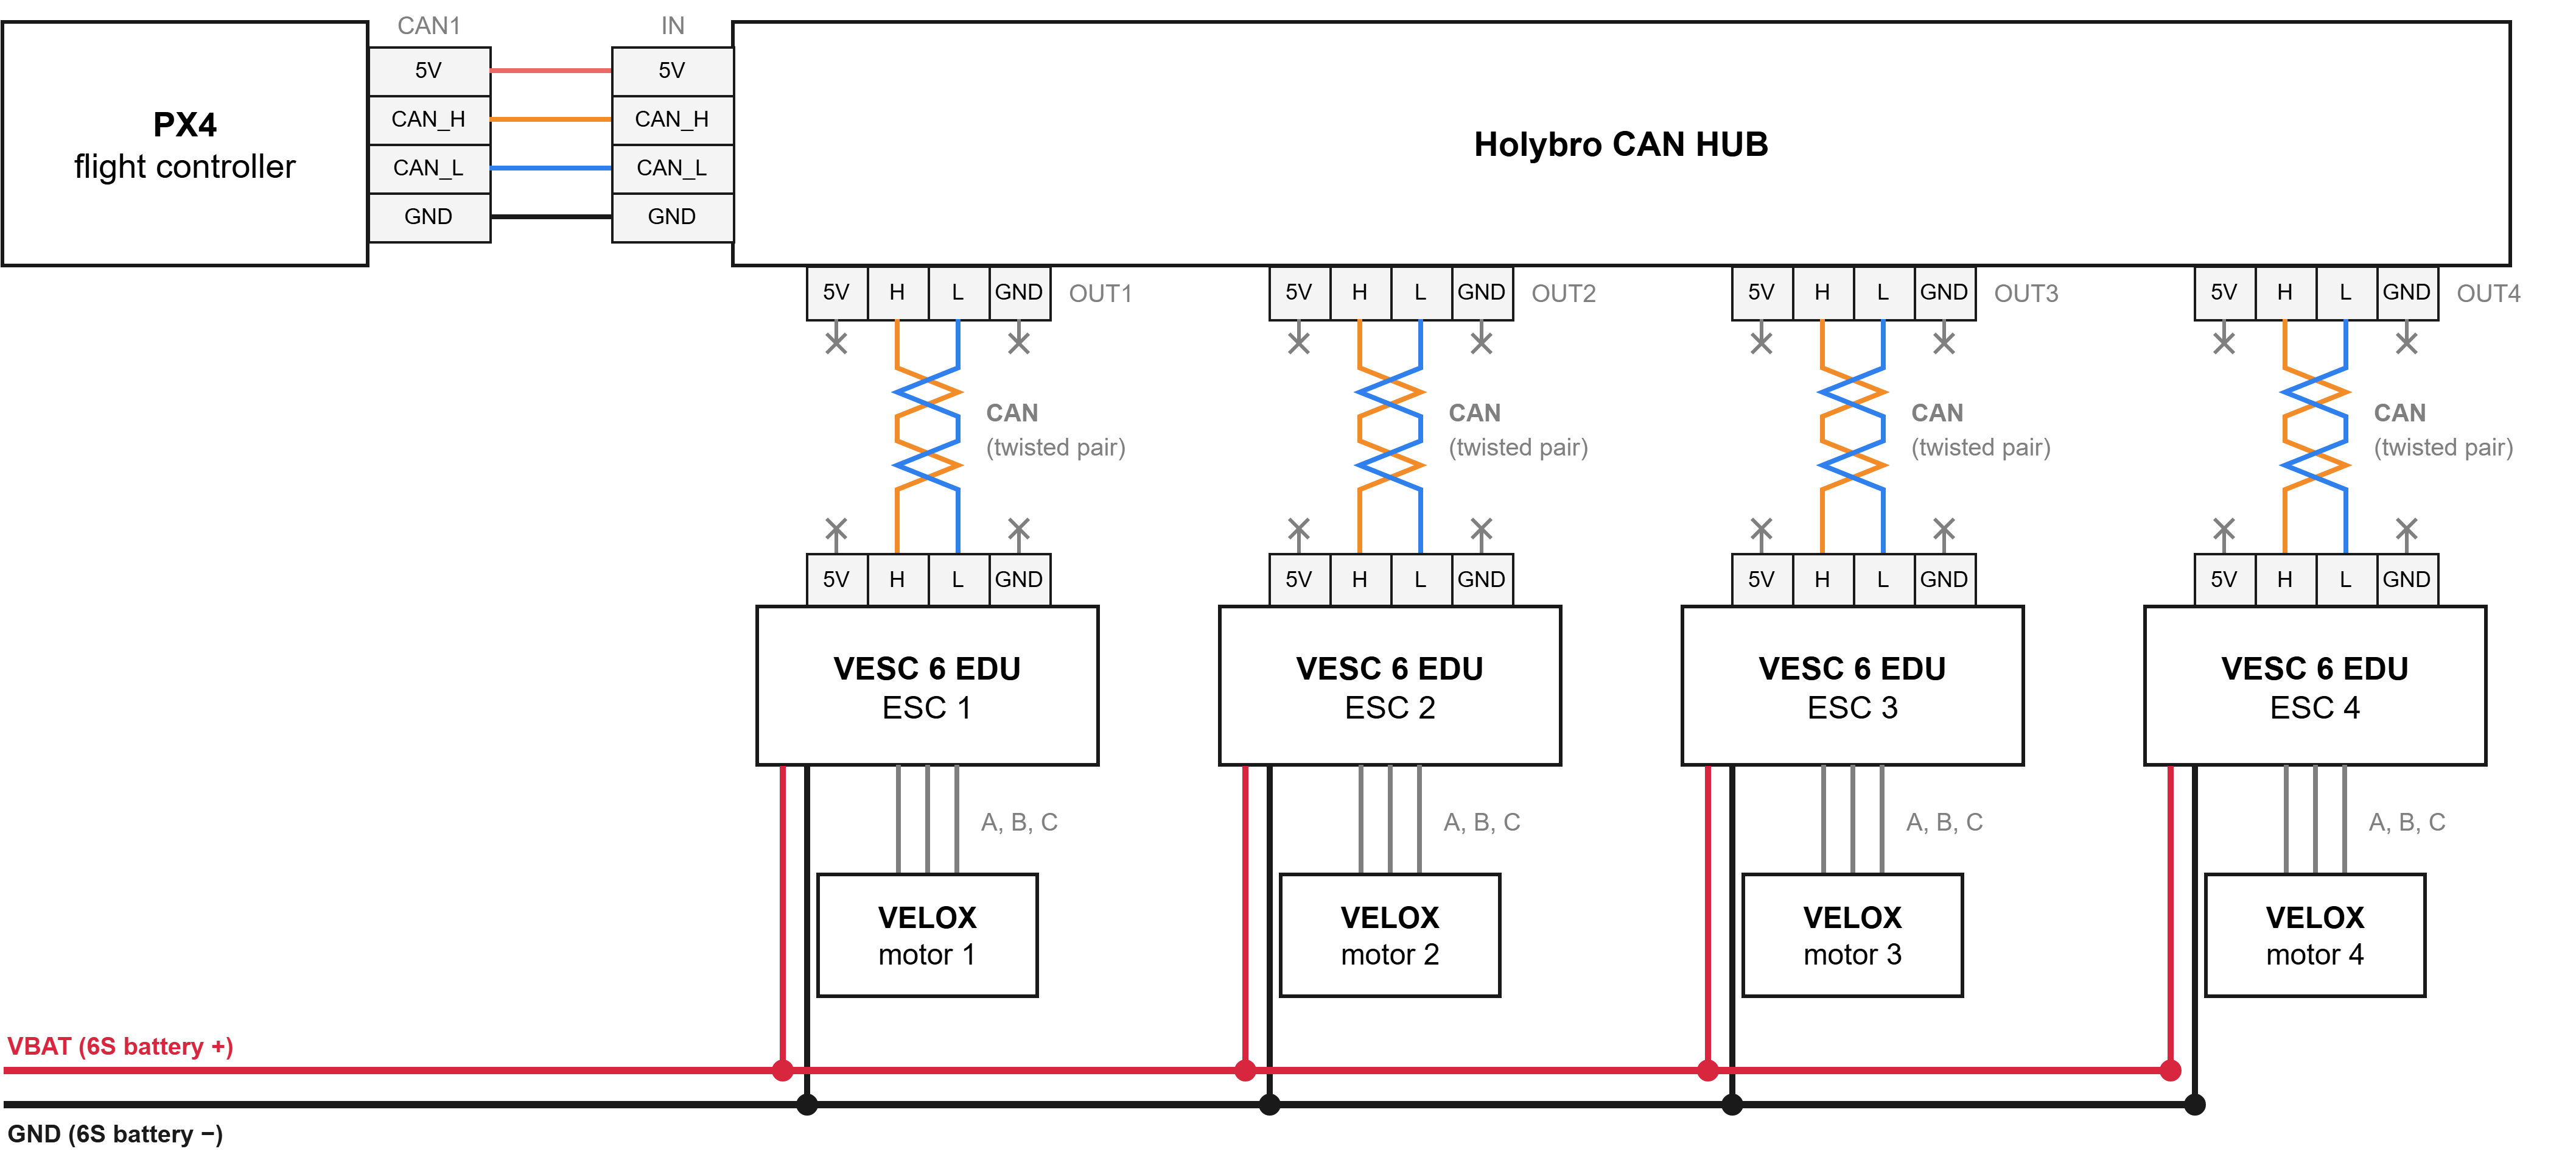 CAN1
IN
PX4
flight controller
5V
CAN_H
CAN_L
GND
5V
CAN_H
CAN_L
GND
Holybro CAN HUB
5V H L GND OUT1
5V H L GND OUT2
5V H L GND OUT3
5V H L GND OUT4
CAN
(twisted pair)
CAN
(twisted pair)
CAN
(twisted pair)
CAN
(twisted pair)
5V H L GND
5V H L GND
5V H L GND
5V H L GND
VESC 6 EDU
ESC 1
VESC 6 EDU
ESC 2
VESC 6 EDU
ESC 3
VESC 6 EDU
ESC 4
A, B, C
A, B, C
A, B, C
A, B, C
VELOX
motor 1
VELOX
motor 2
VELOX
motor 3
VELOX
motor 4
VBAT (6S battery +)
GND (6S battery −)